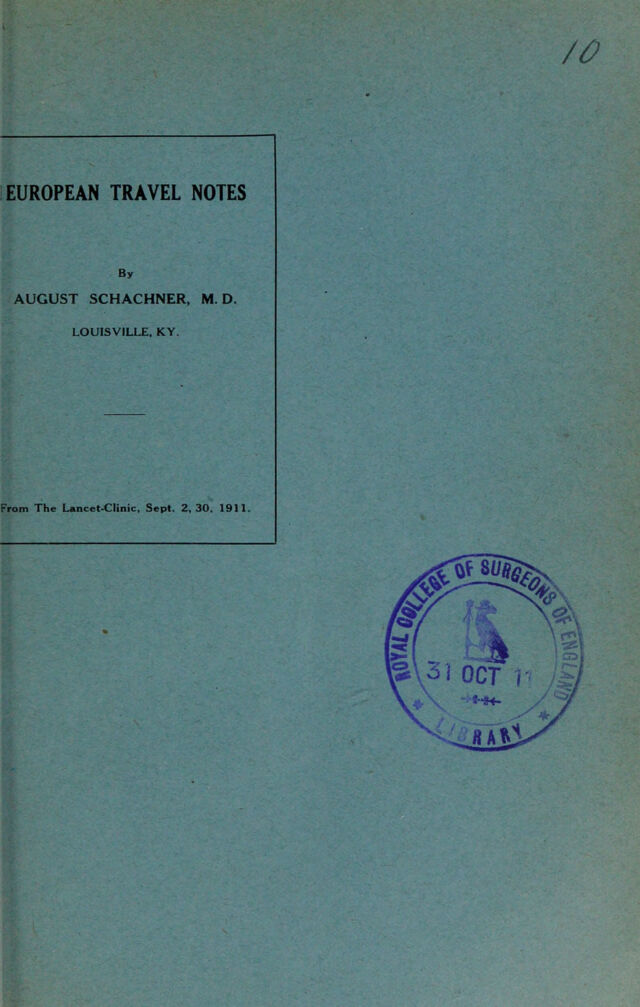 10
EUROPEAN TRAVEL NOTES
By
AUGUST SCHACHNER, M. D.
LOUISVILLE, KY.
From The Lancet-Clinic, Sept. 2, 30, 1911.
ROYAL COLLEGE OF SURGEONS OF ENGLAND
31 OCT 11
* LIBRARY *